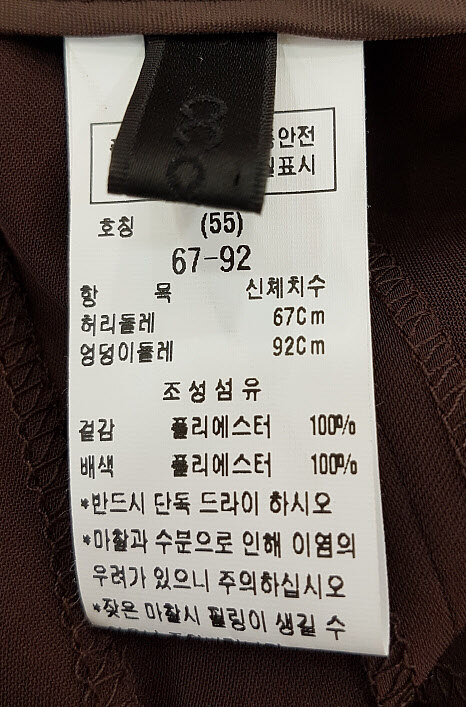 안전
표시
호칭 (55)
67-92
항 목 신체치수
허리둘레 67Cm
엉덩이둘레 92Cm
조성섬유
겉감 폴리에스터 100%
배색 폴리에스터 100%
*반드시 단독 드라이 하시오
*마찰과 수분으로 인해 이염의
우려가 있으니 주의하십시오
*잦은 마찰시 필링이 생길 수